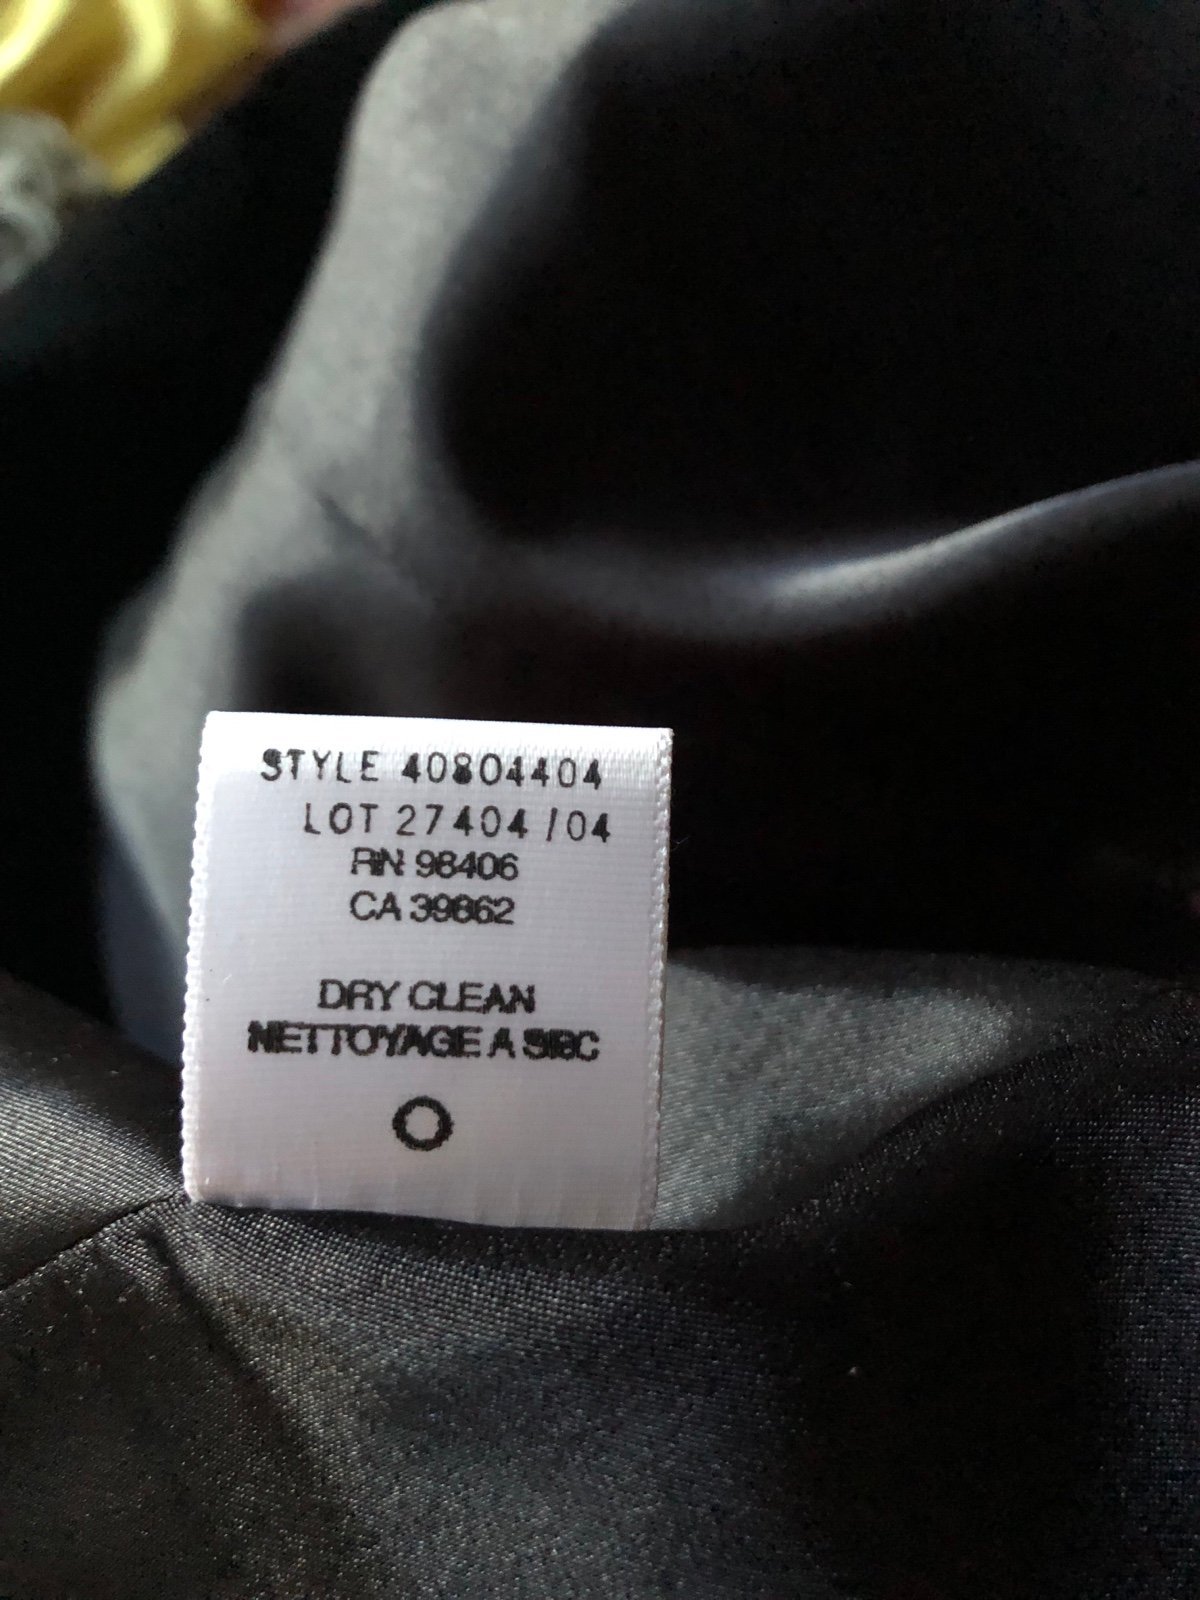 STYLE 40804404
LOT 27404 / 04
RN 98406
CA 39862
DRY CLEAN
NETTOYAGE A SEC